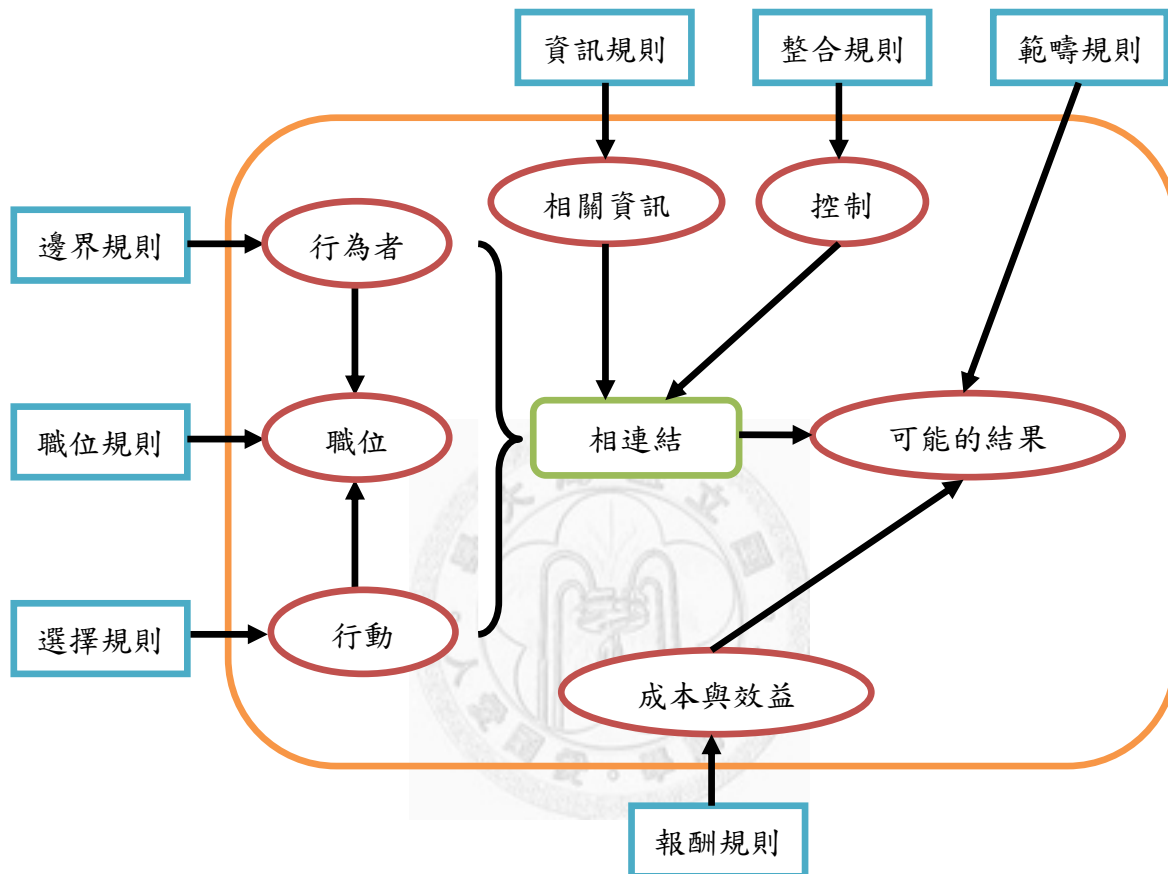 資訊規則
整合規則
範疇規則
相關資訊
控制
邊界規則
行為者
職位規則
職位
相連結
可能的結果
選擇規則
行動
成本與效益
報酬規則